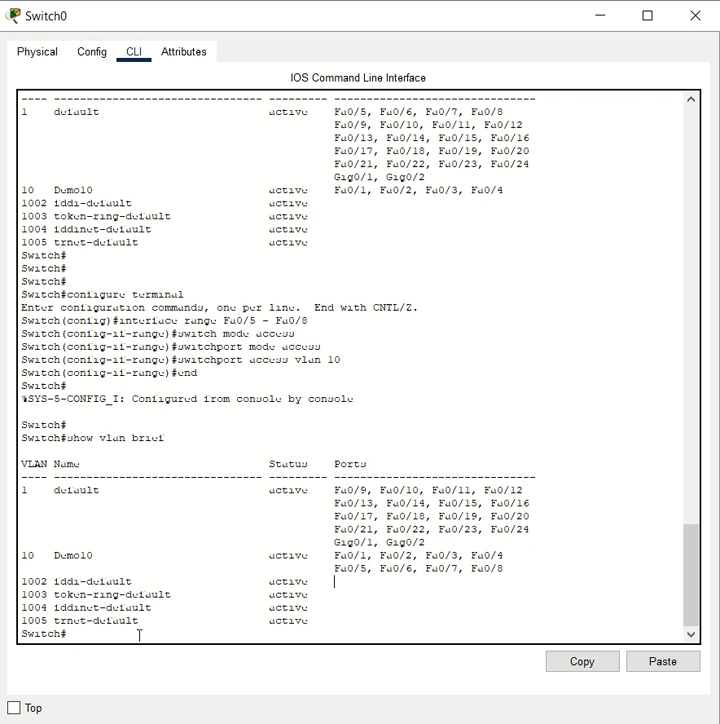 Switch0
Physical Config CLI Attributes
IOS Command Line Interface
---- -------------------------------- --------- -------------------------------
1 default active Fa0/5, Fa0/6, Fa0/7, Fa0/8
Fa0/9, Fa0/10, Fa0/11, Fa0/12
Fa0/13, Fa0/14, Fa0/15, Fa0/16
Fa0/17, Fa0/18, Fa0/19, Fa0/20
Fa0/21, Fa0/22, Fa0/23, Fa0/24
Gig0/1, Gig0/2
10 Demo10 active Fa0/1, Fa0/2, Fa0/3, Fa0/4
1002 fddi-default active
1003 token-ring-default active
1004 fddinet-default active
1005 trnet-default active
Switch#
Switch#
Switch#
Switch#configure terminal
Enter configuration commands, one per line. End with CNTL/Z.
Switch(config)#interface range Fa0/5 - Fa0/8
Switch(config-if-range)#switch mode access
Switch(config-if-range)#switchport mode access
Switch(config-if-range)#switchport access vlan 10
Switch(config-if-range)#end
Switch#
%SYS-5-CONFIG_I: Configured from console by console
Switch#
Switch#show vlan brief
VLAN Name Status Ports
---- -------------------------------- --------- -------------------------------
1 default active Fa0/9, Fa0/10, Fa0/11, Fa0/12
Fa0/13, Fa0/14, Fa0/15, Fa0/16
Fa0/17, Fa0/18, Fa0/19, Fa0/20
Fa0/21, Fa0/22, Fa0/23, Fa0/24
Gig0/1, Gig0/2
10 Demo10 active Fa0/1, Fa0/2, Fa0/3, Fa0/4
Fa0/5, Fa0/6, Fa0/7, Fa0/8
1002 fddi-default active
1003 token-ring-default active
1004 fddinet-default active
1005 trnet-default active
Switch#
Copy Paste
Top